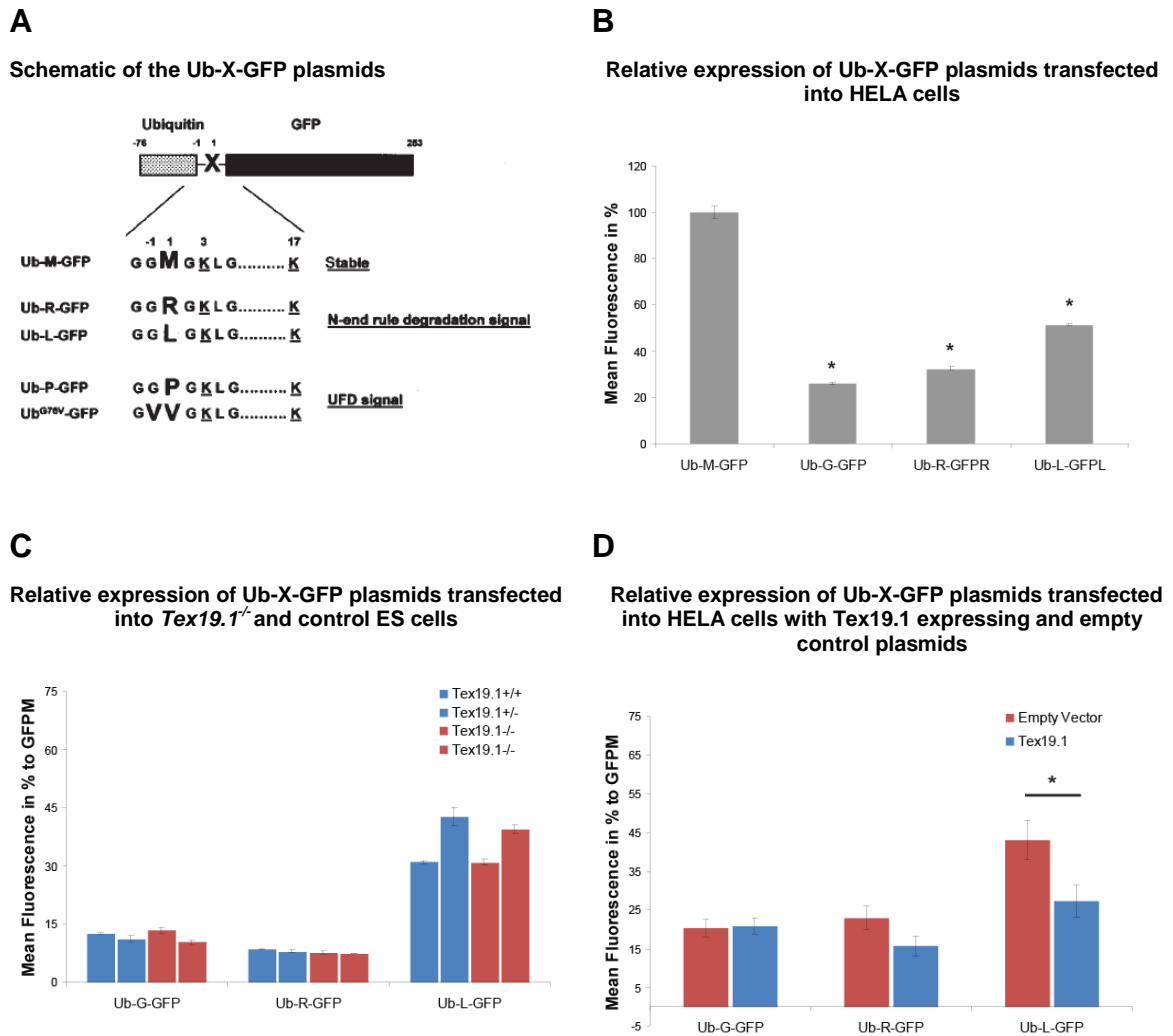 A
Schematic of the Ub-X-GFP plasmids
Ubiquitin GFP
-76 -1 1 253
X
-1 1 3 17
Ub-M-GFP G G M G K L G.......... K Stable
Ub-R-GFP G G R G K L G.......... K
N-end rule degradation signal
Ub-L-GFP G G L G K L G.......... K
Ub-P-GFP G G P G K L G.......... K
UFD signal
UbG76V-GFP G V V G K L G.......... K
B
Relative expression of Ub-X-GFP plasmids transfected
into HELA cells
Mean Fluorescence in %
120
100
80
60
40
20
0
* * *
Ub-M-GFP Ub-G-GFP Ub-R-GFPR Ub-L-GFPL
C
Relative expression of Ub-X-GFP plasmids transfected
into Tex19.1-/- and control ES cells
Mean Fluorescence in % to GFPM
75
60
45
30
15
0
Tex19.1+/+
Tex19.1+/-
Tex19.1-/-
Tex19.1-/-
Ub-G-GFP Ub-R-GFP Ub-L-GFP
D
Relative expression of Ub-X-GFP plasmids transfected
into HELA cells with Tex19.1 expressing and empty
control plasmids
Mean Fluorescence in % to GFPM
75
65
55
45
35
25
15
5
-5
Empty Vector
Tex19.1
*
Ub-G-GFP Ub-R-GFP Ub-L-GFP